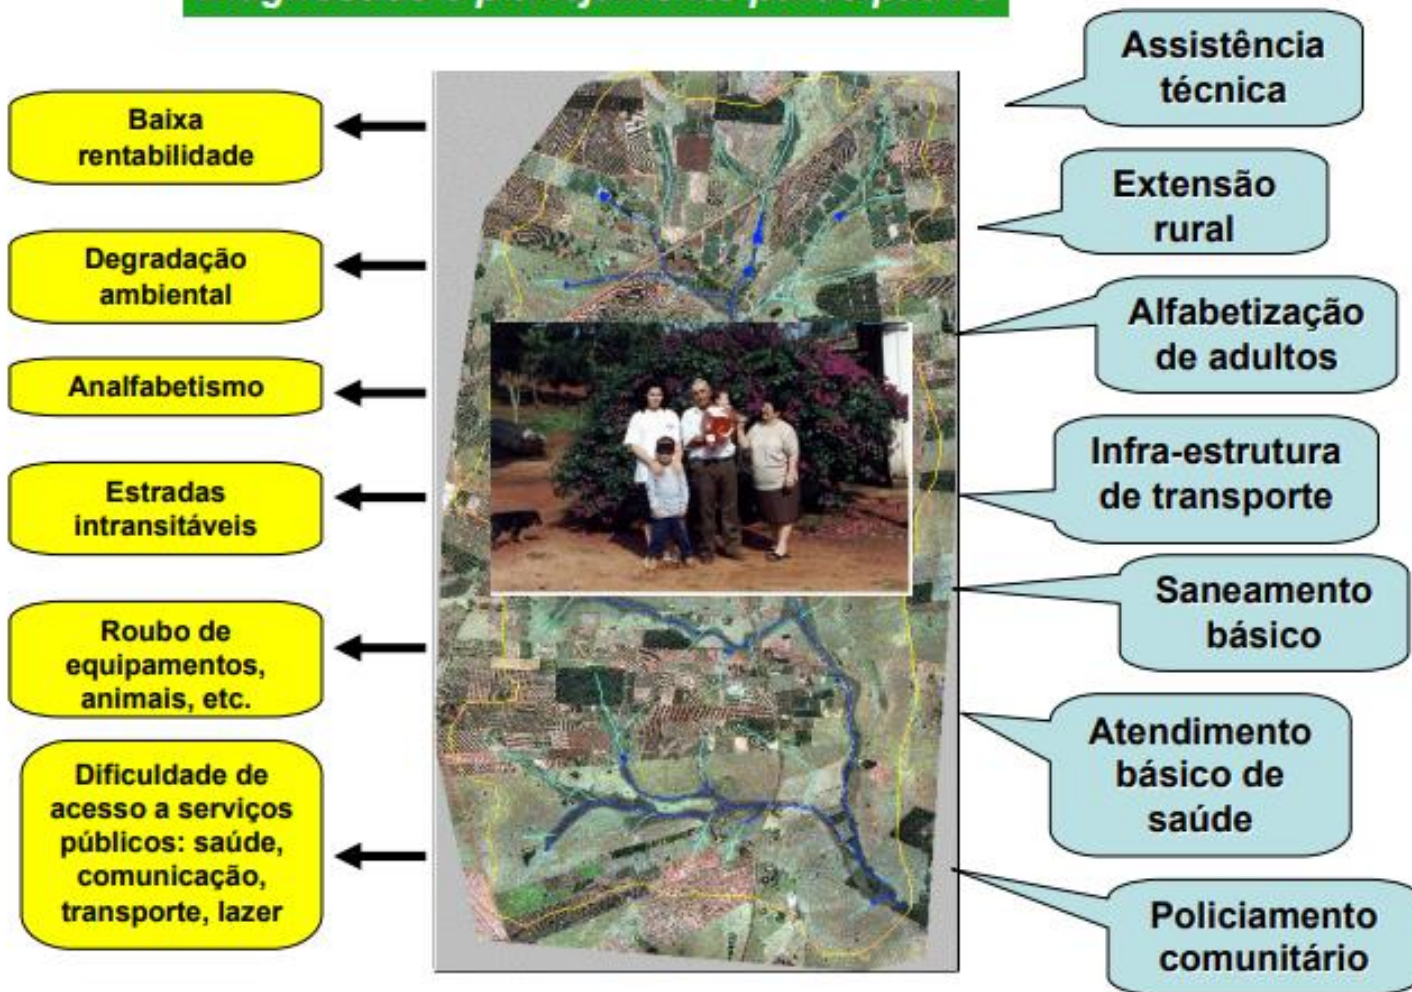 Baixa
rentabilidade
Degradação
ambiental
Analfabetismo
Estradas
intransitáveis
Roubo de
equipamentos,
animais, etc.
Dificuldade de
acesso a serviços
públicos: saúde,
comunicação,
transporte, lazer
Assistência
técnica
Extensão
rural
Alfabetização
de adultos
Infra-estrutura
de transporte
Saneamento
básico
Atendimento
básico de
saúde
Policiamento
comunitário